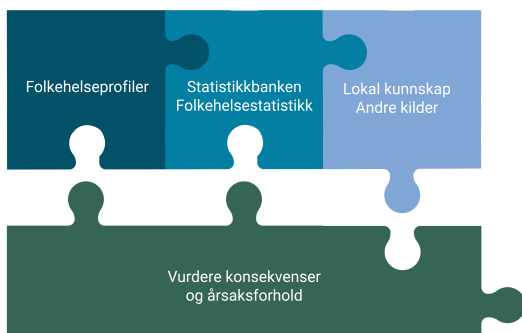 Folkehelseprofiler
Statistikkbanken
Folkehelsestatistikk
Lokal kunnskap
Andre kilder
Vurdere konsekvenser
og årsaksforhold